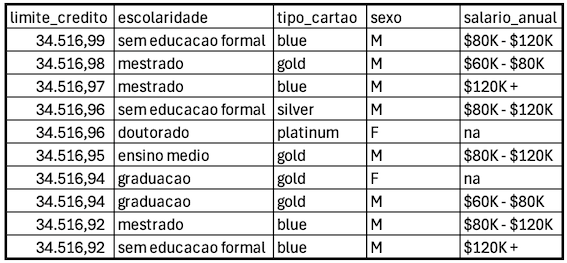 limite_credito escolaridade tipo_cartao sexo salario_anual
34.516,99 sem educacao formal blue M $80K - $120K
34.516,98 mestrado gold M $60K - $80K
34.516,97 mestrado blue M $120K +
34.516,96 sem educacao formal silver M $80K - $120K
34.516,96 doutorado platinum F na
34.516,95 ensino medio gold M $80K - $120K
34.516,94 graduacao gold F na
34.516,94 graduacao gold M $60K - $80K
34.516,92 mestrado blue M $80K - $120K
34.516,92 sem educacao formal blue M $120K +